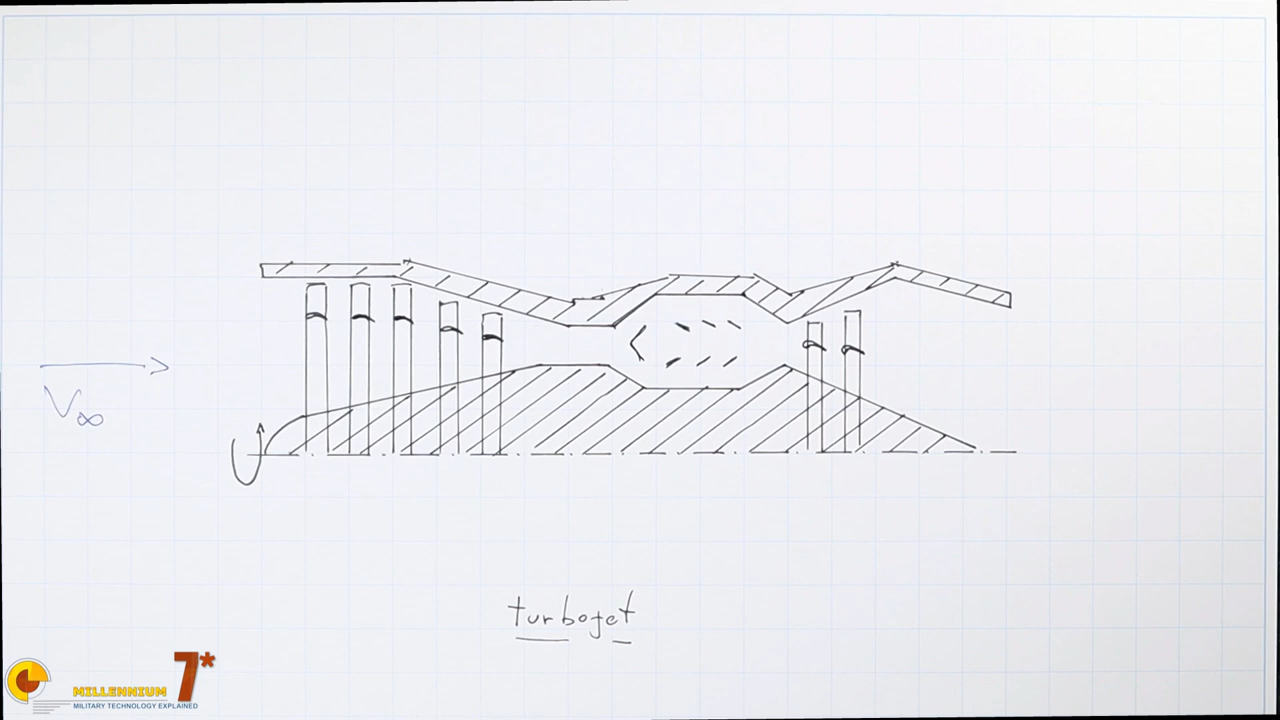 V∞
turbojet
7*
MILLENNIUM
MILITARY TECHNOLOGY EXPLAINED